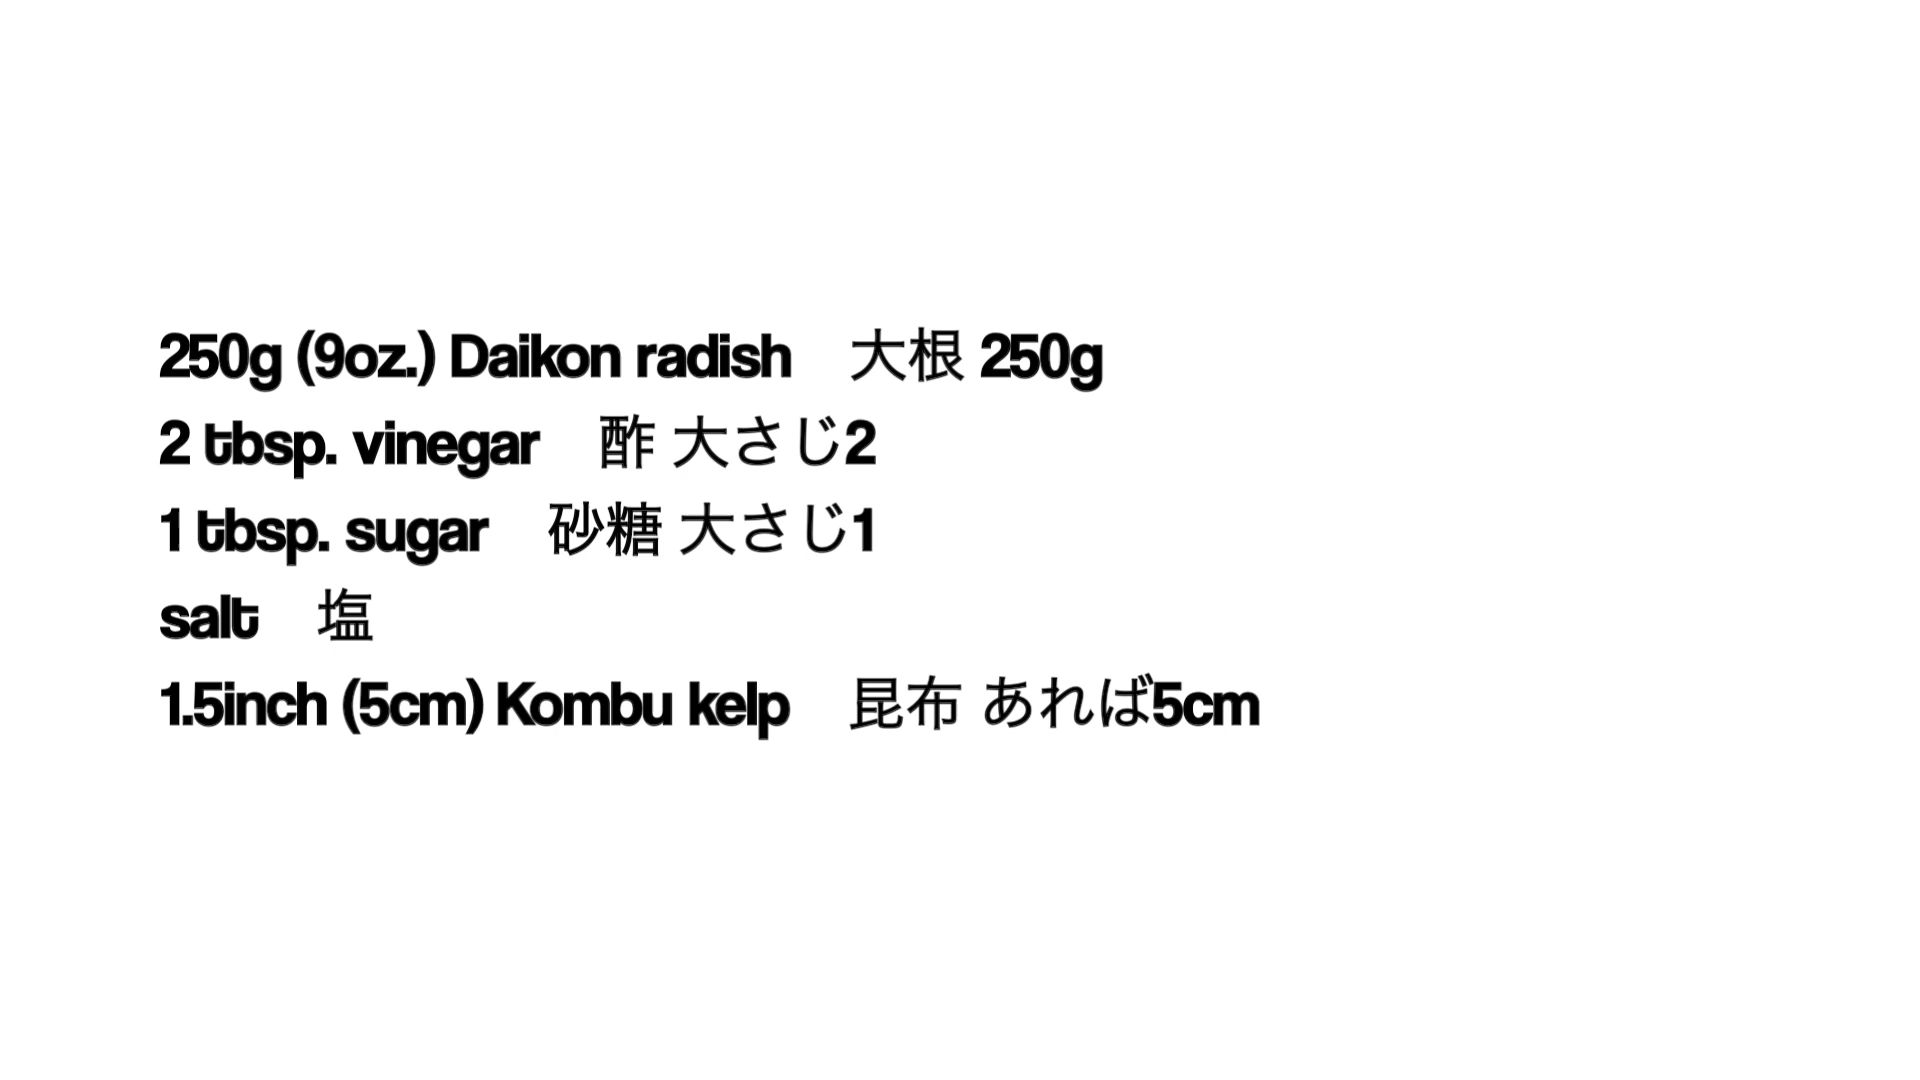 250g (9oz.) Daikon radish　大根 250g
2 tbsp. vinegar　酢 大さじ2
1 tbsp. sugar　砂糖 大さじ1
salt　塩
1.5inch (5cm) Kombu kelp　昆布 あれば5cm